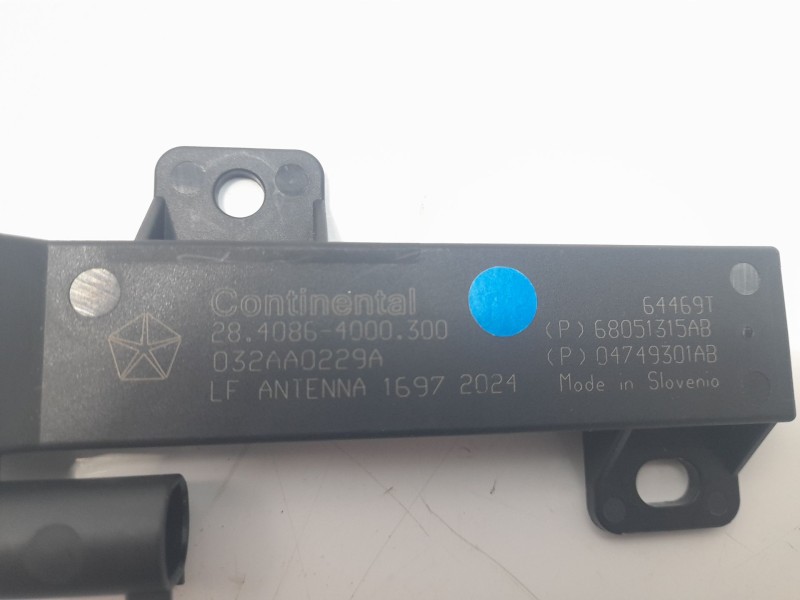 Continental
28.4086-4000.300
032AA0229A
LF ANTENNA 1697 2024
64469T
(P) 68051315AB
(P) 04749301AB
Made in Slovenia